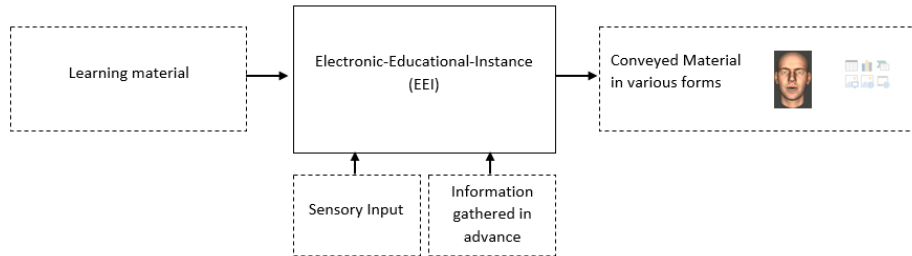 Learning material
Electronic-Educational-Instance
(EEI)
Conveyed Material
in various forms
Sensory Input
Information
gathered in
advance